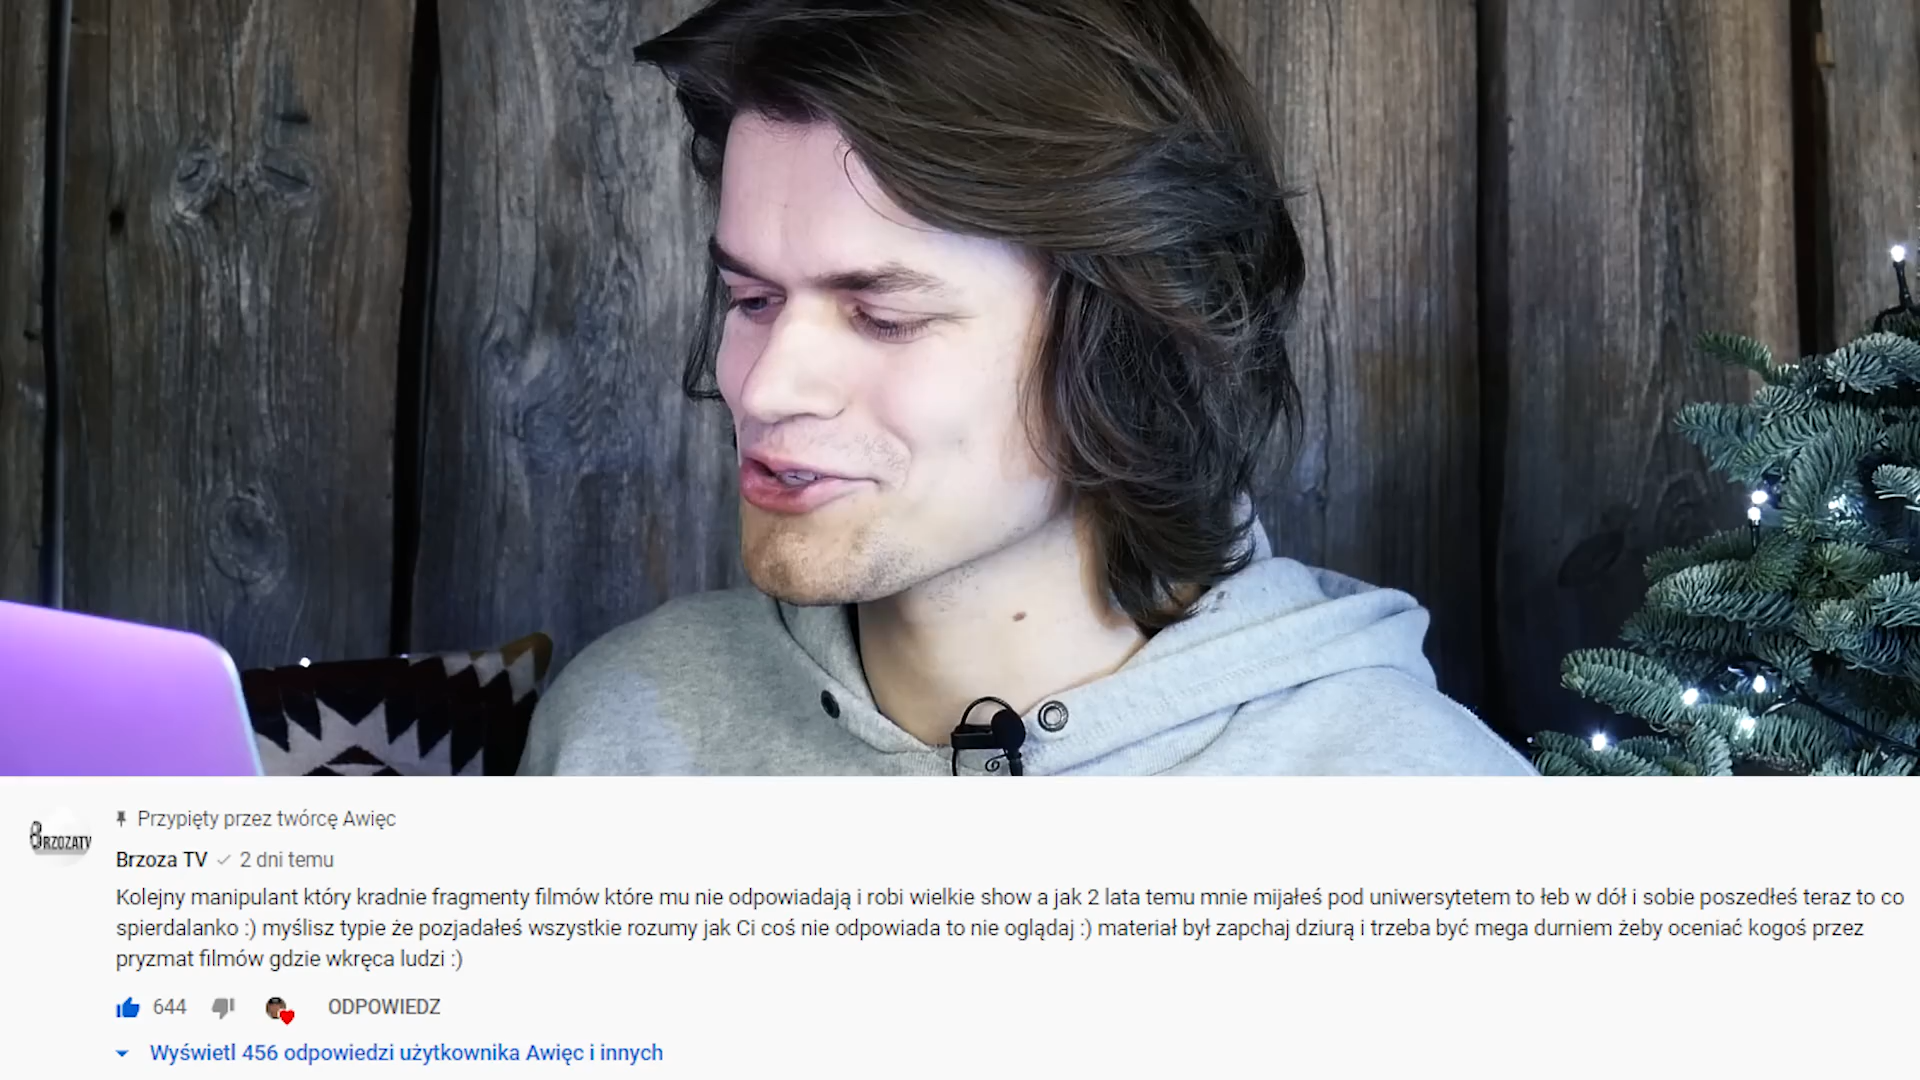 BRZOZATV
Przypięty przez twórcę Awięc
Brzoza TV 2 dni temu
Kolejny manipulant który kradnie fragmenty filmów które mu nie odpowiadają i robi wielkie show a jak 2 lata temu mnie mijałeś pod uniwersytetem to łeb w dół i sobie poszedłeś teraz to co
spierdalanko :) myślisz typie że pozjadałeś wszystkie rozumy jak Ci coś nie odpowiada to nie oglądaj :) materiał był zapchaj dziurą i trzeba być mega durniem żeby oceniać kogoś przez
pryzmat filmów gdzie wkręca ludzi :)
644 ODPOWIEDZ
Wyświetl 456 odpowiedzi użytkownika Awięc i innych